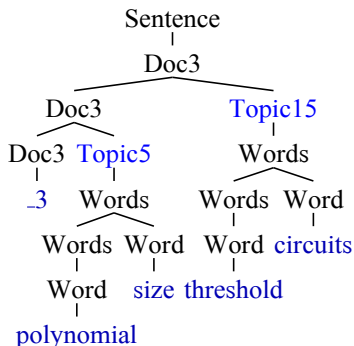 Sentence
Doc3
Doc3 Topic15
Doc3 Topic5 Words
_3 Words Words Word
Words Word Word circuits
Word size threshold
polynomial